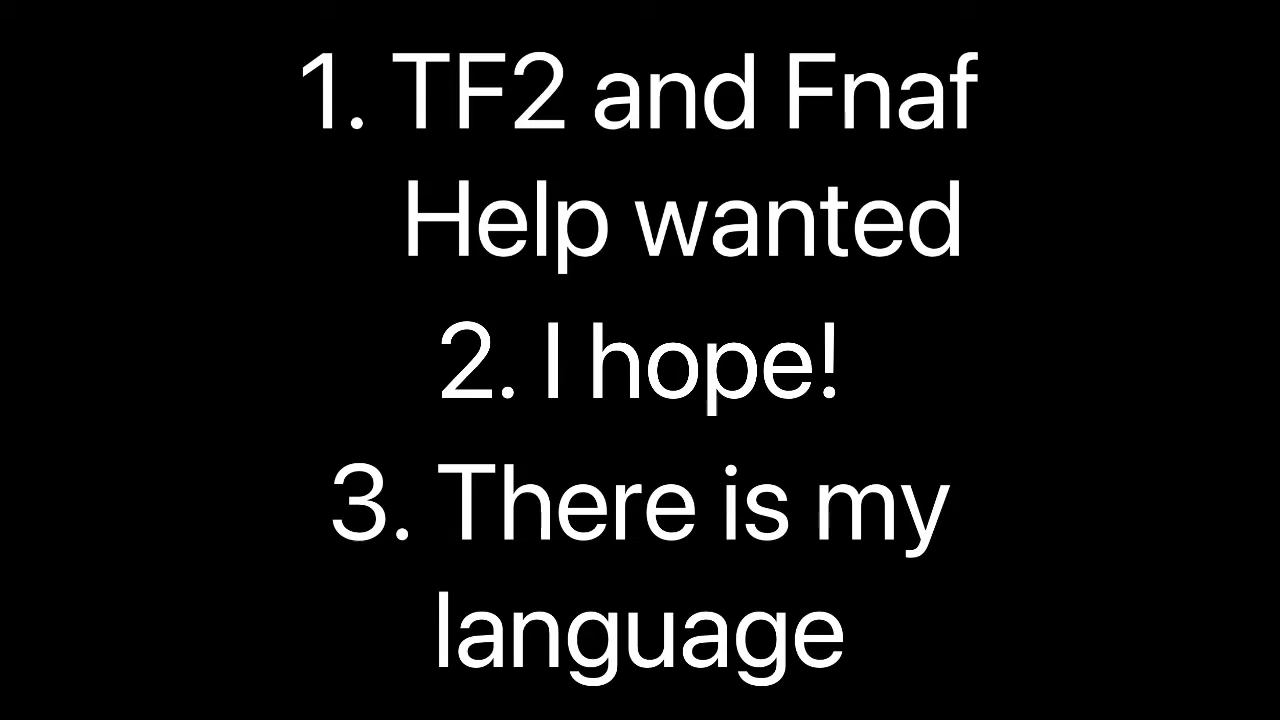 1. TF2 and Fnaf
Help wanted
2. I hope!
3. There is my
language